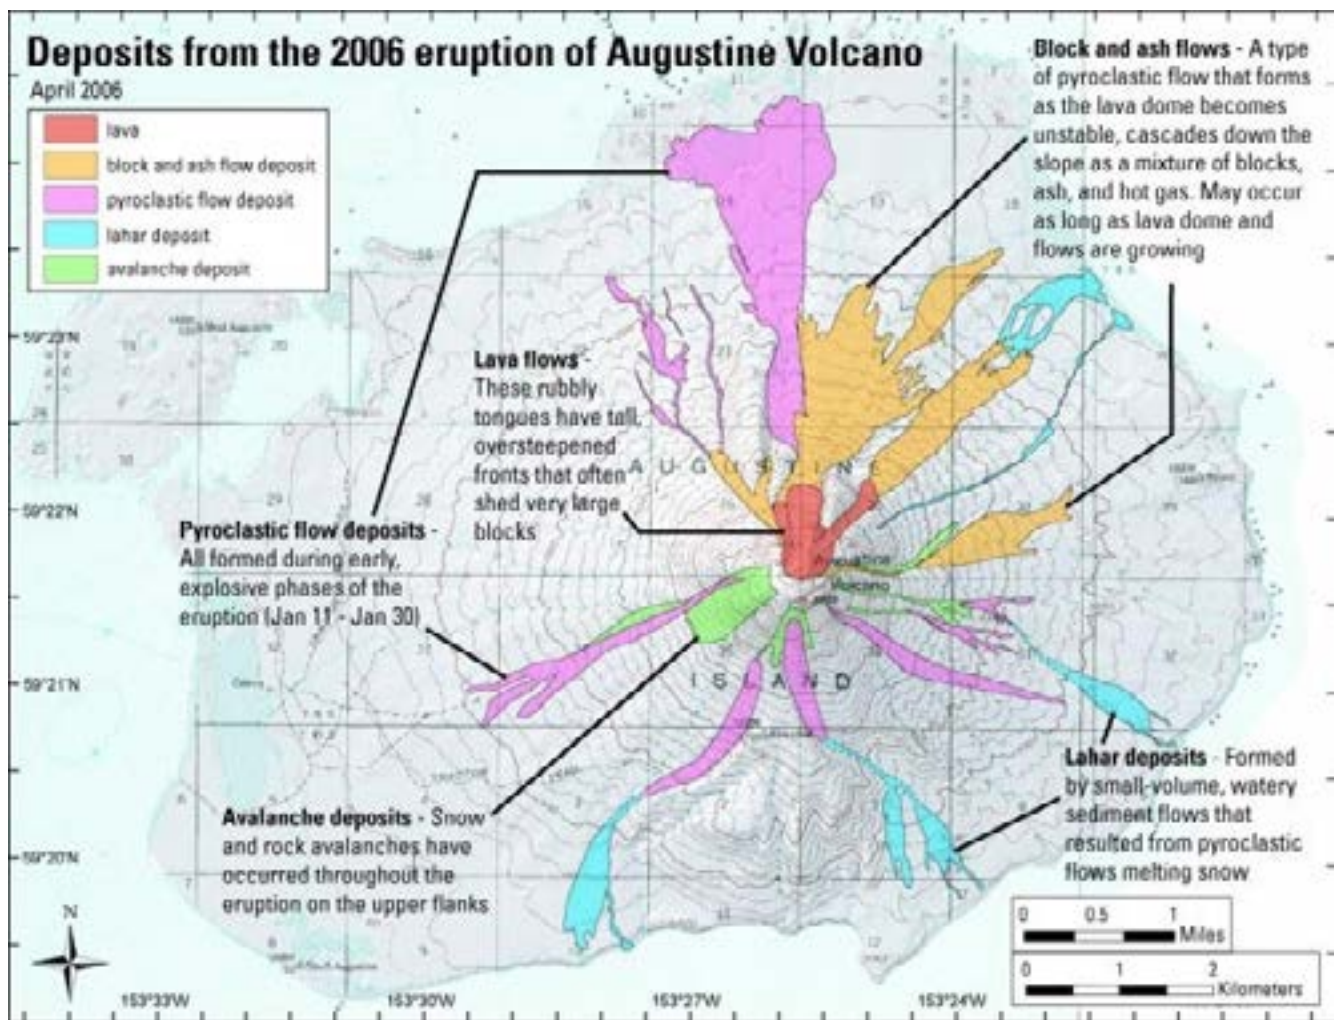 Deposits from the 2006 eruption of Augustine Volcano
April 2006
lava
block and ash flow deposit
pyroclastic flow deposit
lahar deposit
avalanche deposit
Block and ash flows - A type
of pyroclastic flow that forms
as the lava dome becomes
unstable, cascades down the
slope as a mixture of blocks,
ash, and hot gas. May occur
as long as lava dome and
flows are growing
Lava flows -
These rubbly
tongues have tall,
oversteepened
fronts that often
shed very large
blocks
AUGUSTINE
Pyroclastic flow deposits -
All formed during early,
explosive phases of the
eruption (Jan 11 - Jan 30)
Augustine
Volcano
ISLAND
Avalanche deposits - Snow
and rock avalanches have
occurred throughout the
eruption on the upper flanks
Lahar deposits - Formed
by small-volume, watery
sediment flows that
resulted from pyroclastic
flows melting snow
59°23'N
59°22'N
59°21'N
59°20'N
N
153°33'W
153°30'W
153°27'W
153°24'W
0 0.5 1
Miles
0 1 2
Kilometers